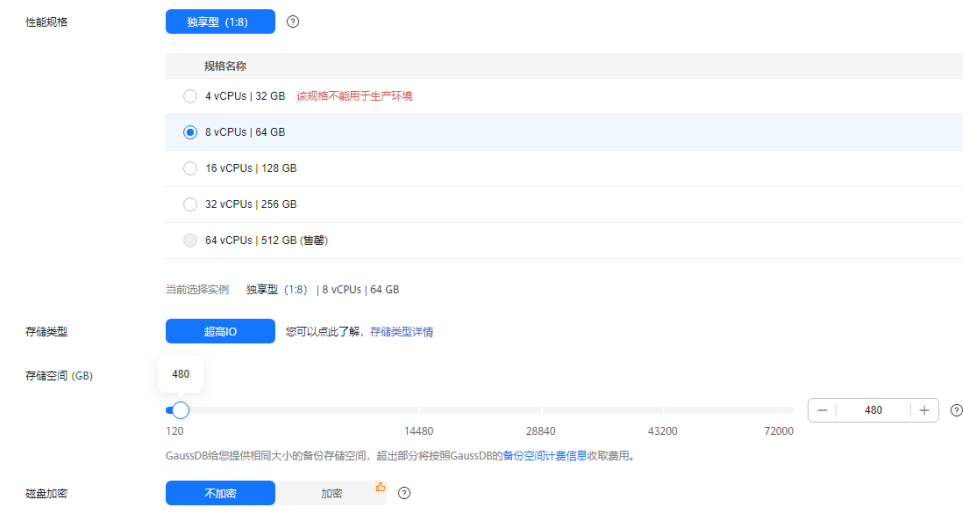 性能规格 独享型 (1:8) ?
规格名称
4 vCPUs | 32 GB 该规格不能用于生产环境
8 vCPUs | 64 GB
16 vCPUs | 128 GB
32 vCPUs | 256 GB
64 vCPUs | 512 GB (售罄)
当前选择实例 独享型 (1:8) | 8 vCPUs | 64 GB
存储类型 超高IO 您可以点此了解，存储类型详情
存储空间 (GB) 480
− 480 + ?
120 14480 28840 43200 72000
GaussDB给您提供相同大小的备份存储空间，超出部分将按照GaussDB的备份空间计费信息收取费用。
磁盘加密 不加密 加密 ?